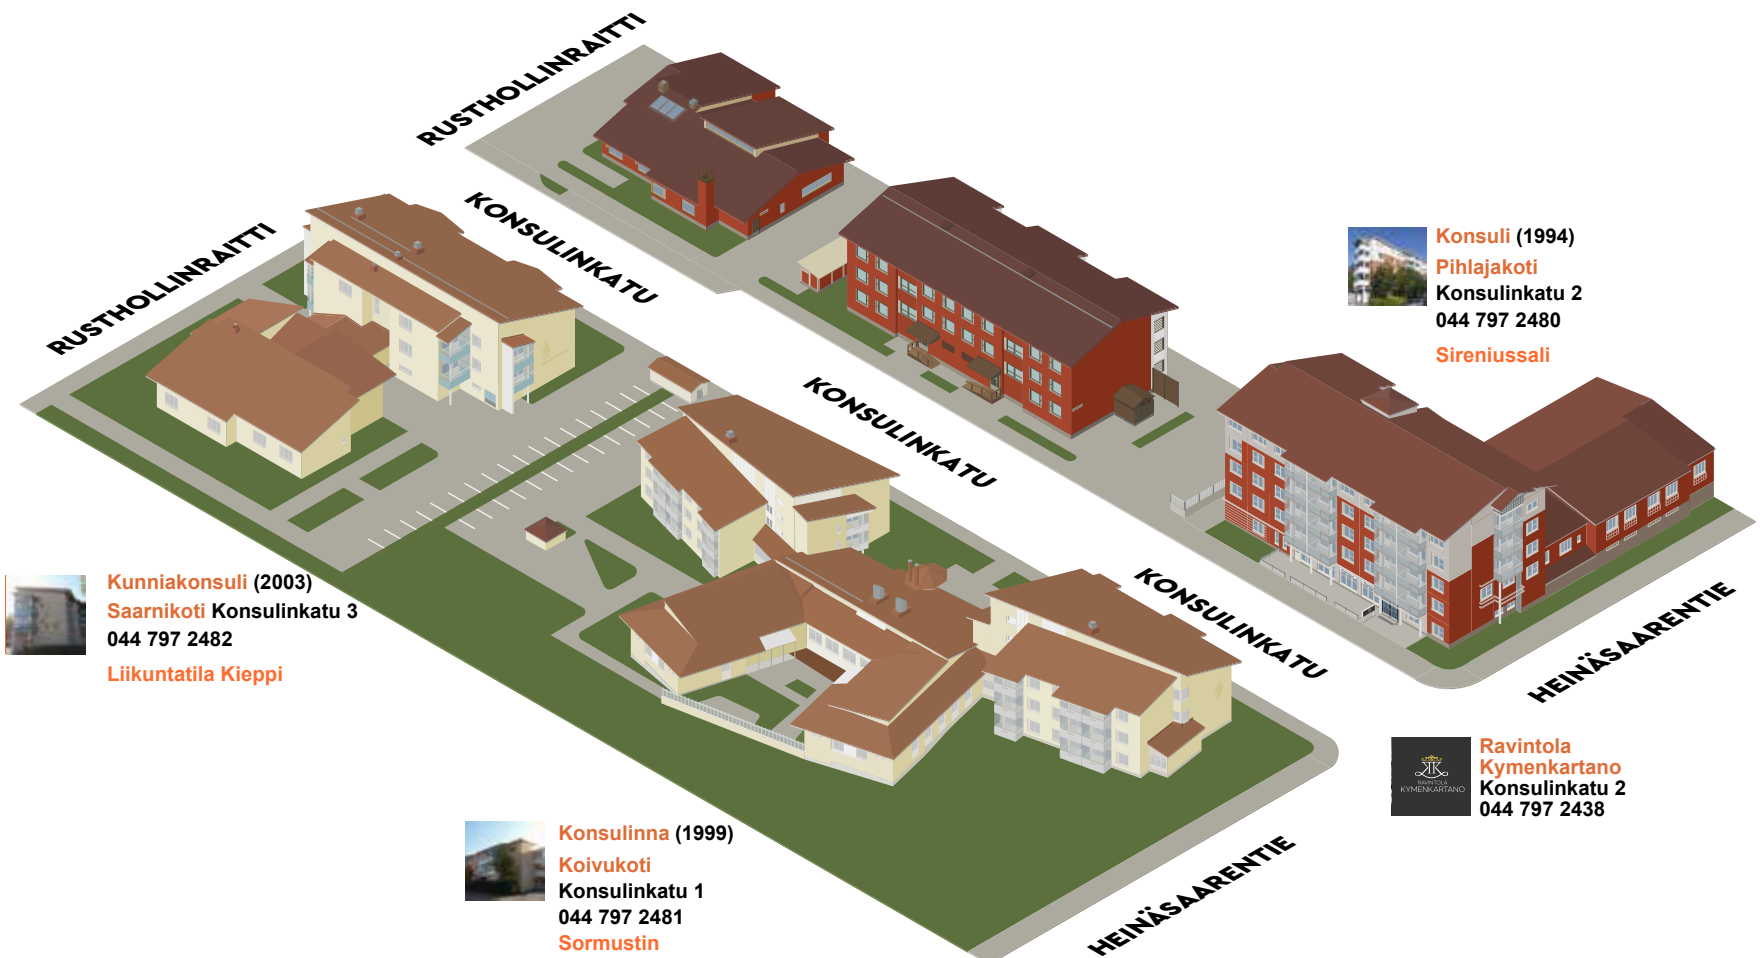 RUSTHOLLINRAITTI
KONSULINKATU
RUSTHOLLINRAITTI
Konsuli (1994)
Pihlajakoti
Konsulinkatu 2
044 797 2480
Sireniussali
KONSULINKATU
KONSULINKATU
HEINÄSAARENTIE
Kunniakonsuli (2003)
Saarnikoti Konsulinkatu 3
044 797 2482
Liikuntatila Kieppi
Ravintola
Kymenkartano
Konsulinkatu 2
044 797 2438
RAVINTOLA
KYMENKARTANO
Konsulinna (1999)
Koivukoti
Konsulinkatu 1
044 797 2481
Sormustin
HEINÄSAARENTIE